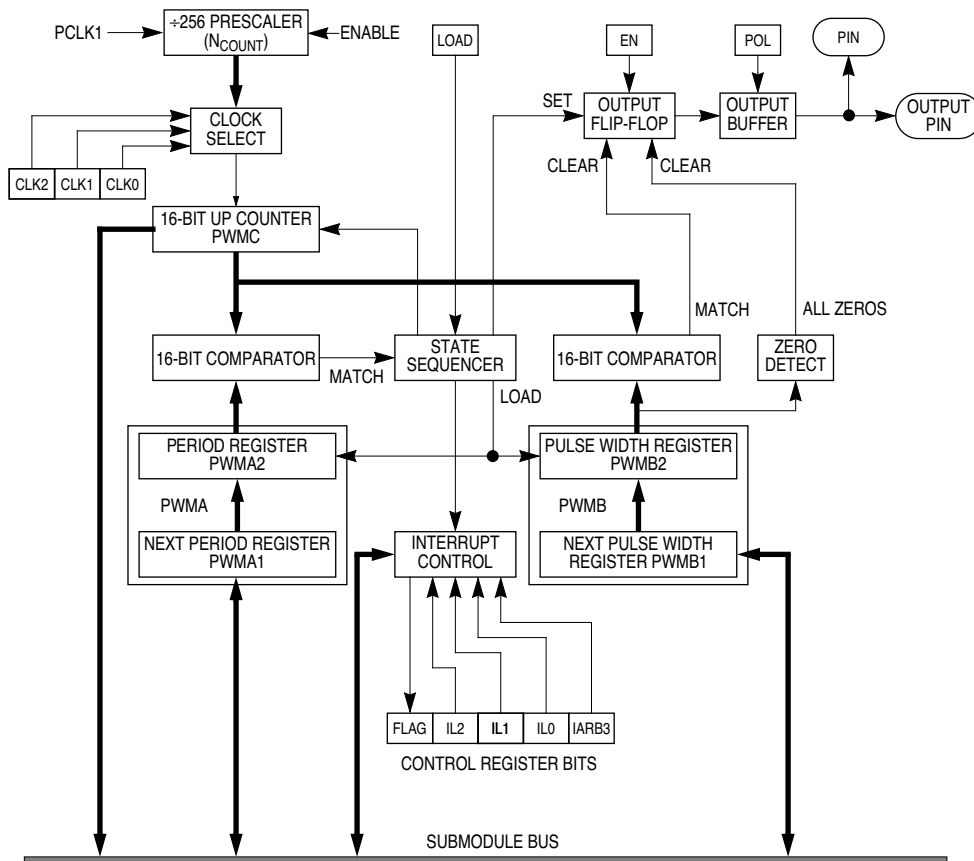 ÷256 PRESCALER
(NCOUNT)
PCLK1
ENABLE
LOAD
EN
POL
PIN
CLOCK
SELECT
SET
OUTPUT
FLIP-FLOP
OUTPUT
BUFFER
OUTPUT
PIN
CLK2
CLK1
CLK0
CLEAR
CLEAR
16-BIT UP COUNTER
PWMC
MATCH
ALL ZEROS
16-BIT COMPARATOR
MATCH
STATE
SEQUENCER
16-BIT COMPARATOR
ZERO
DETECT
LOAD
PERIOD REGISTER
PWMA2
PULSE WIDTH REGISTER
PWMB2
PWMA
PWMB
NEXT PERIOD REGISTER
PWMA1
INTERRUPT
CONTROL
NEXT PULSE WIDTH
REGISTER PWMB1
FLAG
IL2
IL1
IL0
IARB3
CONTROL REGISTER BITS
SUBMODULE BUS